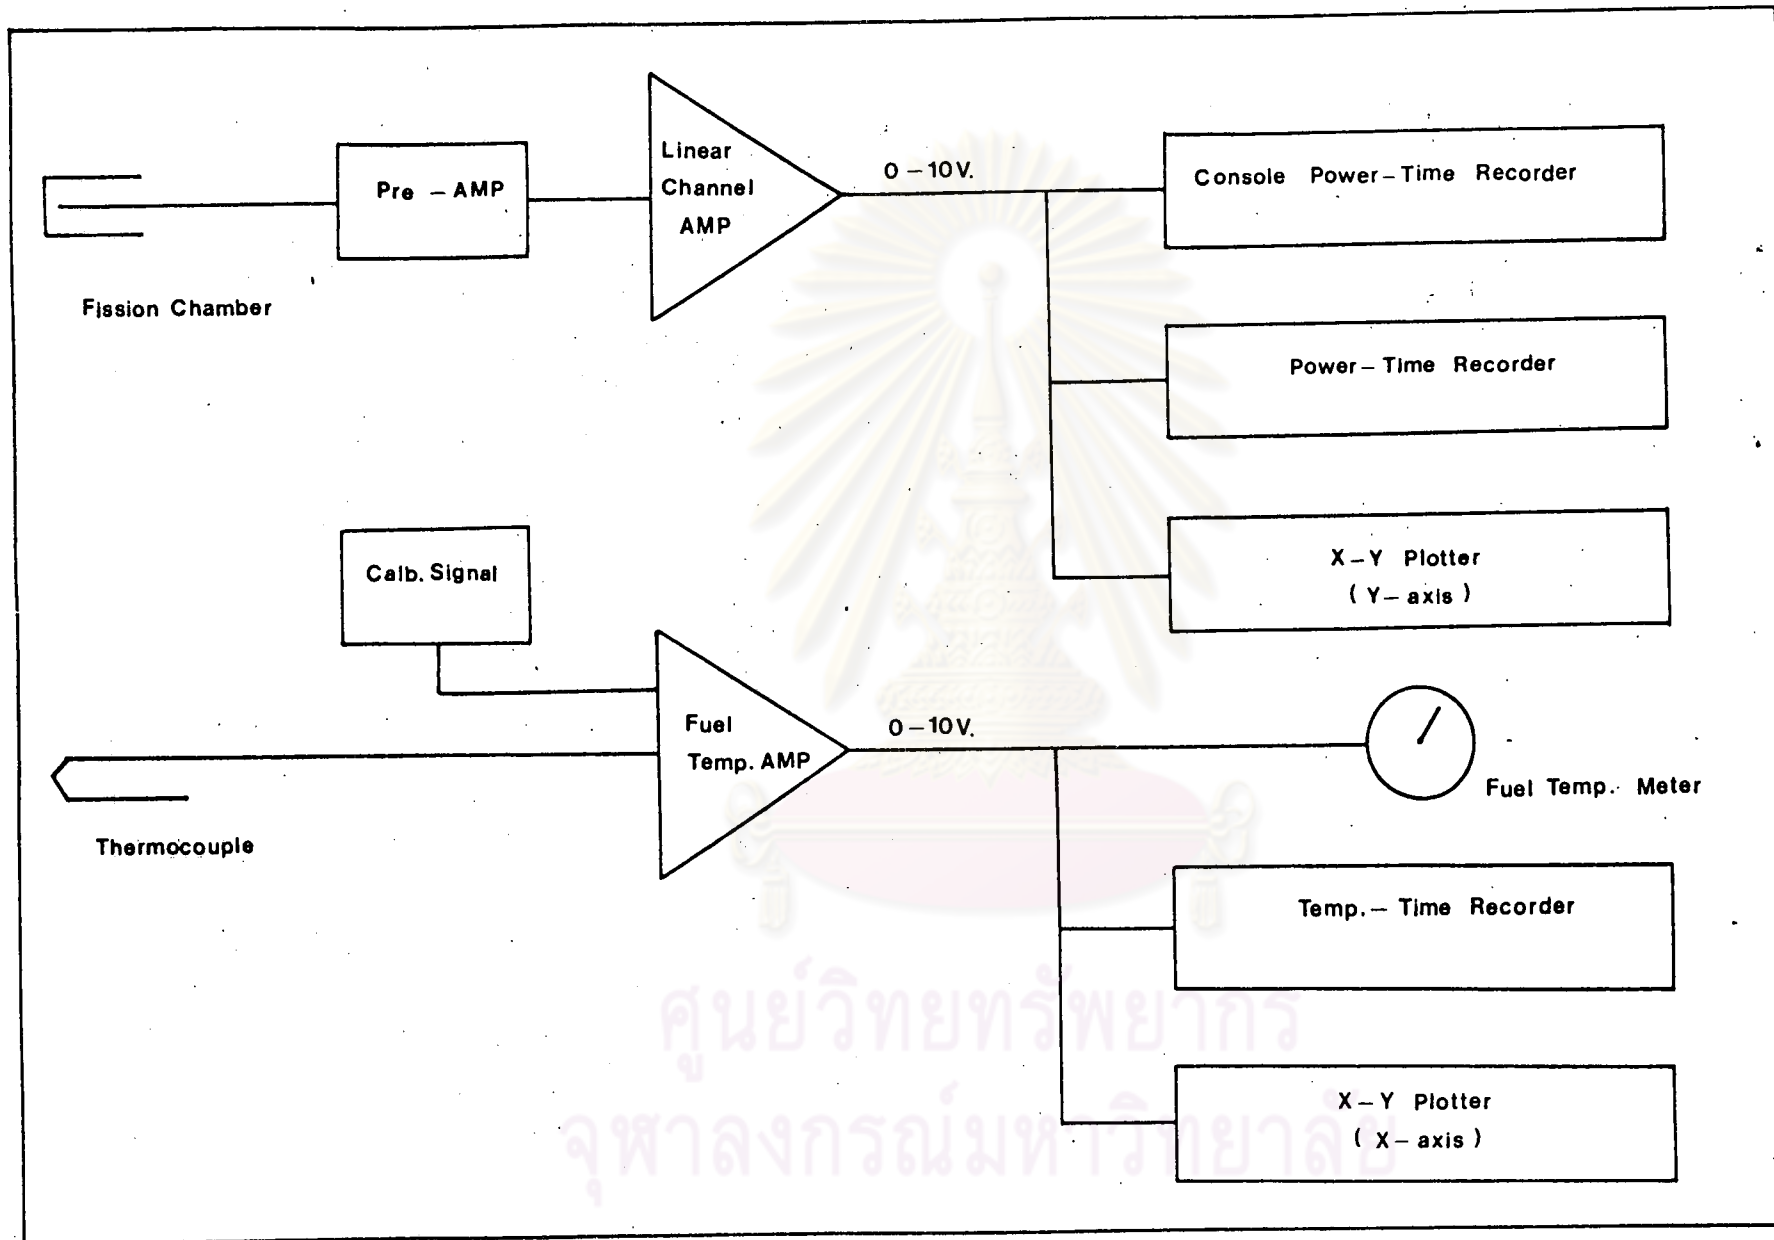 Pre – AMP
Linear
Channel
AMP
0 – 10 V.
Console Power – Time Recorder
Fission Chamber
Power – Time Recorder
X – Y Plotter
( Y – axis )
Calb. Signal
Fuel
Temp. AMP
0 – 10 V.
Fuel Temp. Meter
Thermocouple
Temp. – Time Recorder
X – Y Plotter
( X – axis )
ศูนย์วิทยทรัพยากร
จุฬาลงกรณ์มหาวิทยาลัย